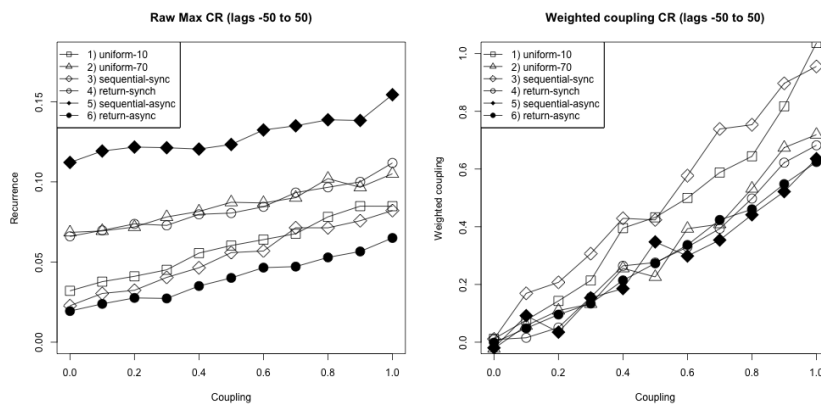 Raw Max CR (lags -50 to 50)
1) uniform-10
2) uniform-70
3) sequential-sync
4) return-synch
5) sequential-async
6) return-async
Recurrence
0.00
0.05
0.10
0.15
0.0 0.2 0.4 0.6 0.8 1.0
Coupling
Weighted coupling CR (lags -50 to 50)
1) uniform-10
2) uniform-70
3) sequential-sync
4) return-synch
5) sequential-async
6) return-async
Weighted coupling
0.0
0.2
0.4
0.6
0.8
1.0
0.0 0.2 0.4 0.6 0.8 1.0
Coupling